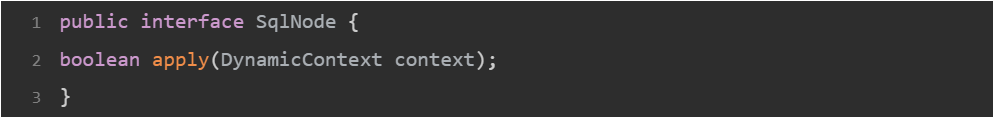 1 public interface SqlNode {
2 boolean apply(DynamicContext context);
3 }